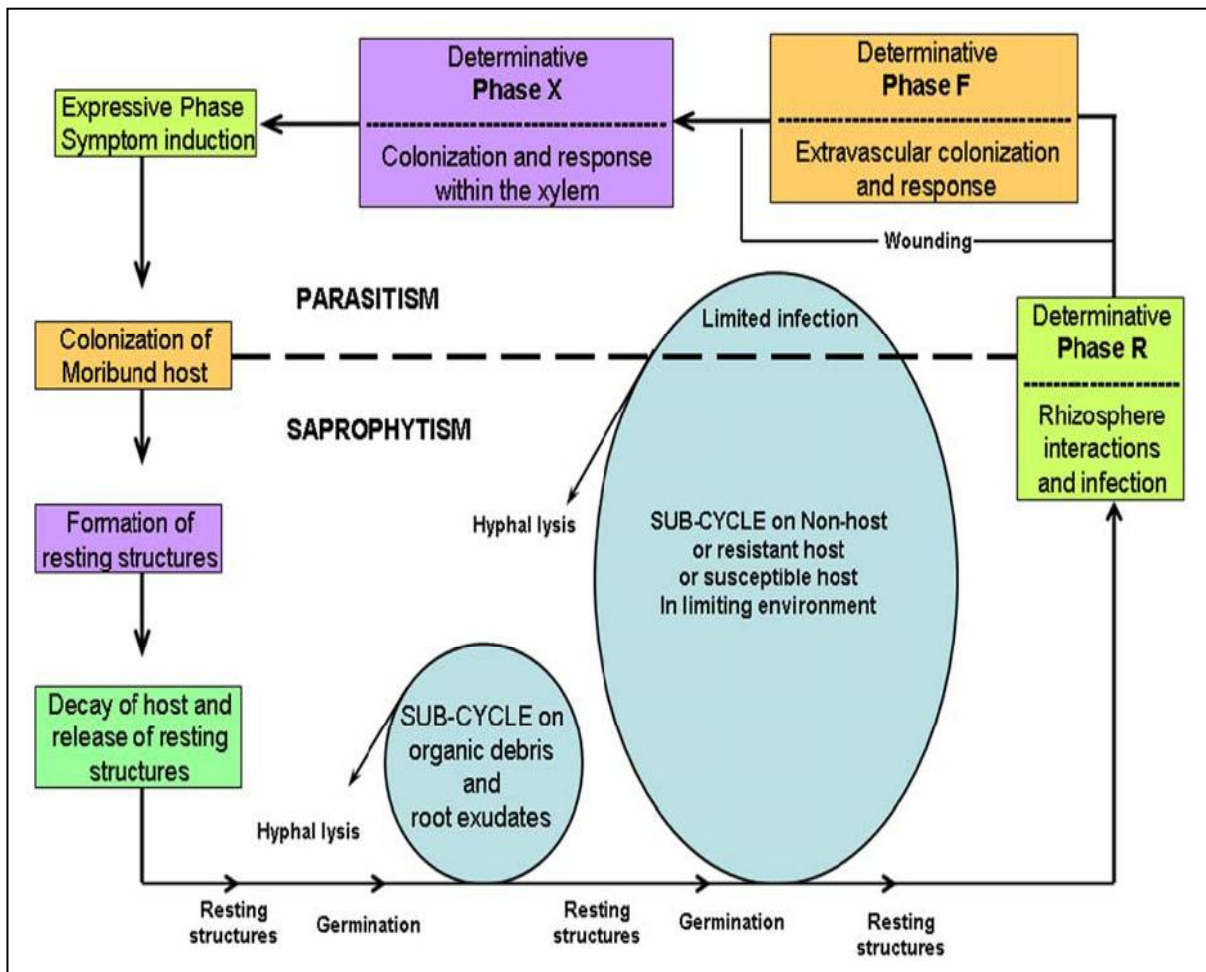 Determinative
Phase X
Colonization and response
within the xylem
Determinative
Phase F
Extravascular colonization
and response
Expressive Phase
Symptom induction
Wounding
PARASITISM
Limited infection
Determinative
Phase R
Rhizosphere
interactions
and infection
Colonization of
Moribund host
SAPROPHYTISM
Hyphal lysis
SUB-CYCLE on Non-host
or resistant host
or susceptible host
In limiting environment
Formation of
resting structures
Decay of host and
release of resting
structures
SUB-CYCLE on
organic debris
and
root exudates
Hyphal lysis
Resting
structures
Germination
Resting
structures
Germination
Resting
structures